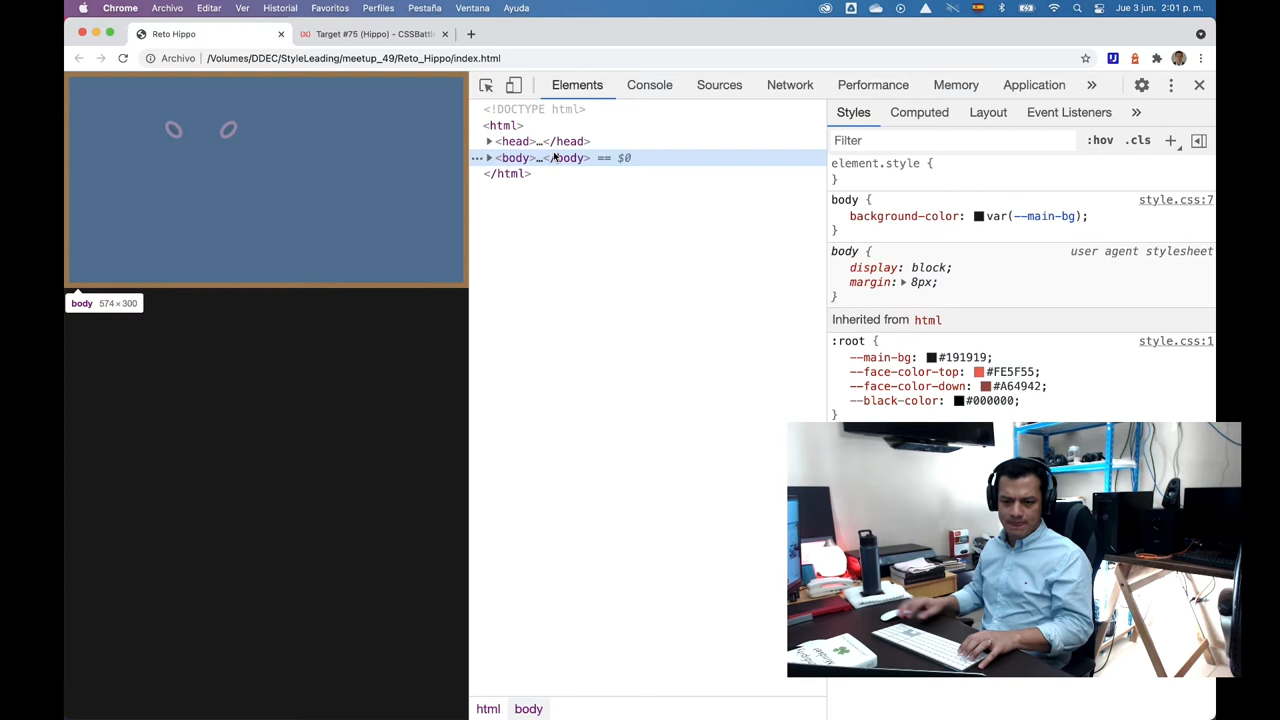 Chrome Archivo Editar Ver Historial Favoritos Perfiles Pestaña Ventana Ayuda Jue 3 jun. 2:01 p. m.
Reto Hippo Target #75 (Hippo) - CSSBattl
Archivo /Volumes/DDEC/StyleLeading/meetup_49/Reto_Hippo/index.html
Elements Console Sources Network Performance Memory Application
<!DOCTYPE html>
<html>
<head>…</head>
<body>…</body> == $0
</html>
body 574 × 300
html body
Styles Computed Layout Event Listeners
Filter :hov .cls
element.style {
}
body { style.css:7
background-color: var(--main-bg);
}
body { user agent stylesheet
display: block;
margin: 8px;
}
Inherited from html
:root { style.css:1
--main-bg: #191919;
--face-color-top: #FE5F55;
--face-color-down: #A64942;
--black-color: #000000;
}